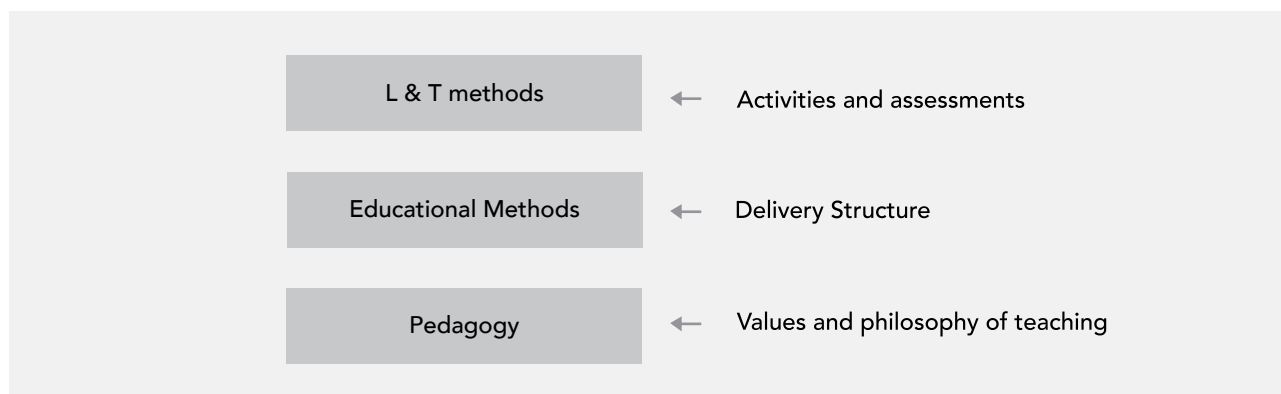 L & T methods
Activities and assessments
Educational Methods
Delivery Structure
Pedagogy
Values and philosophy of teaching